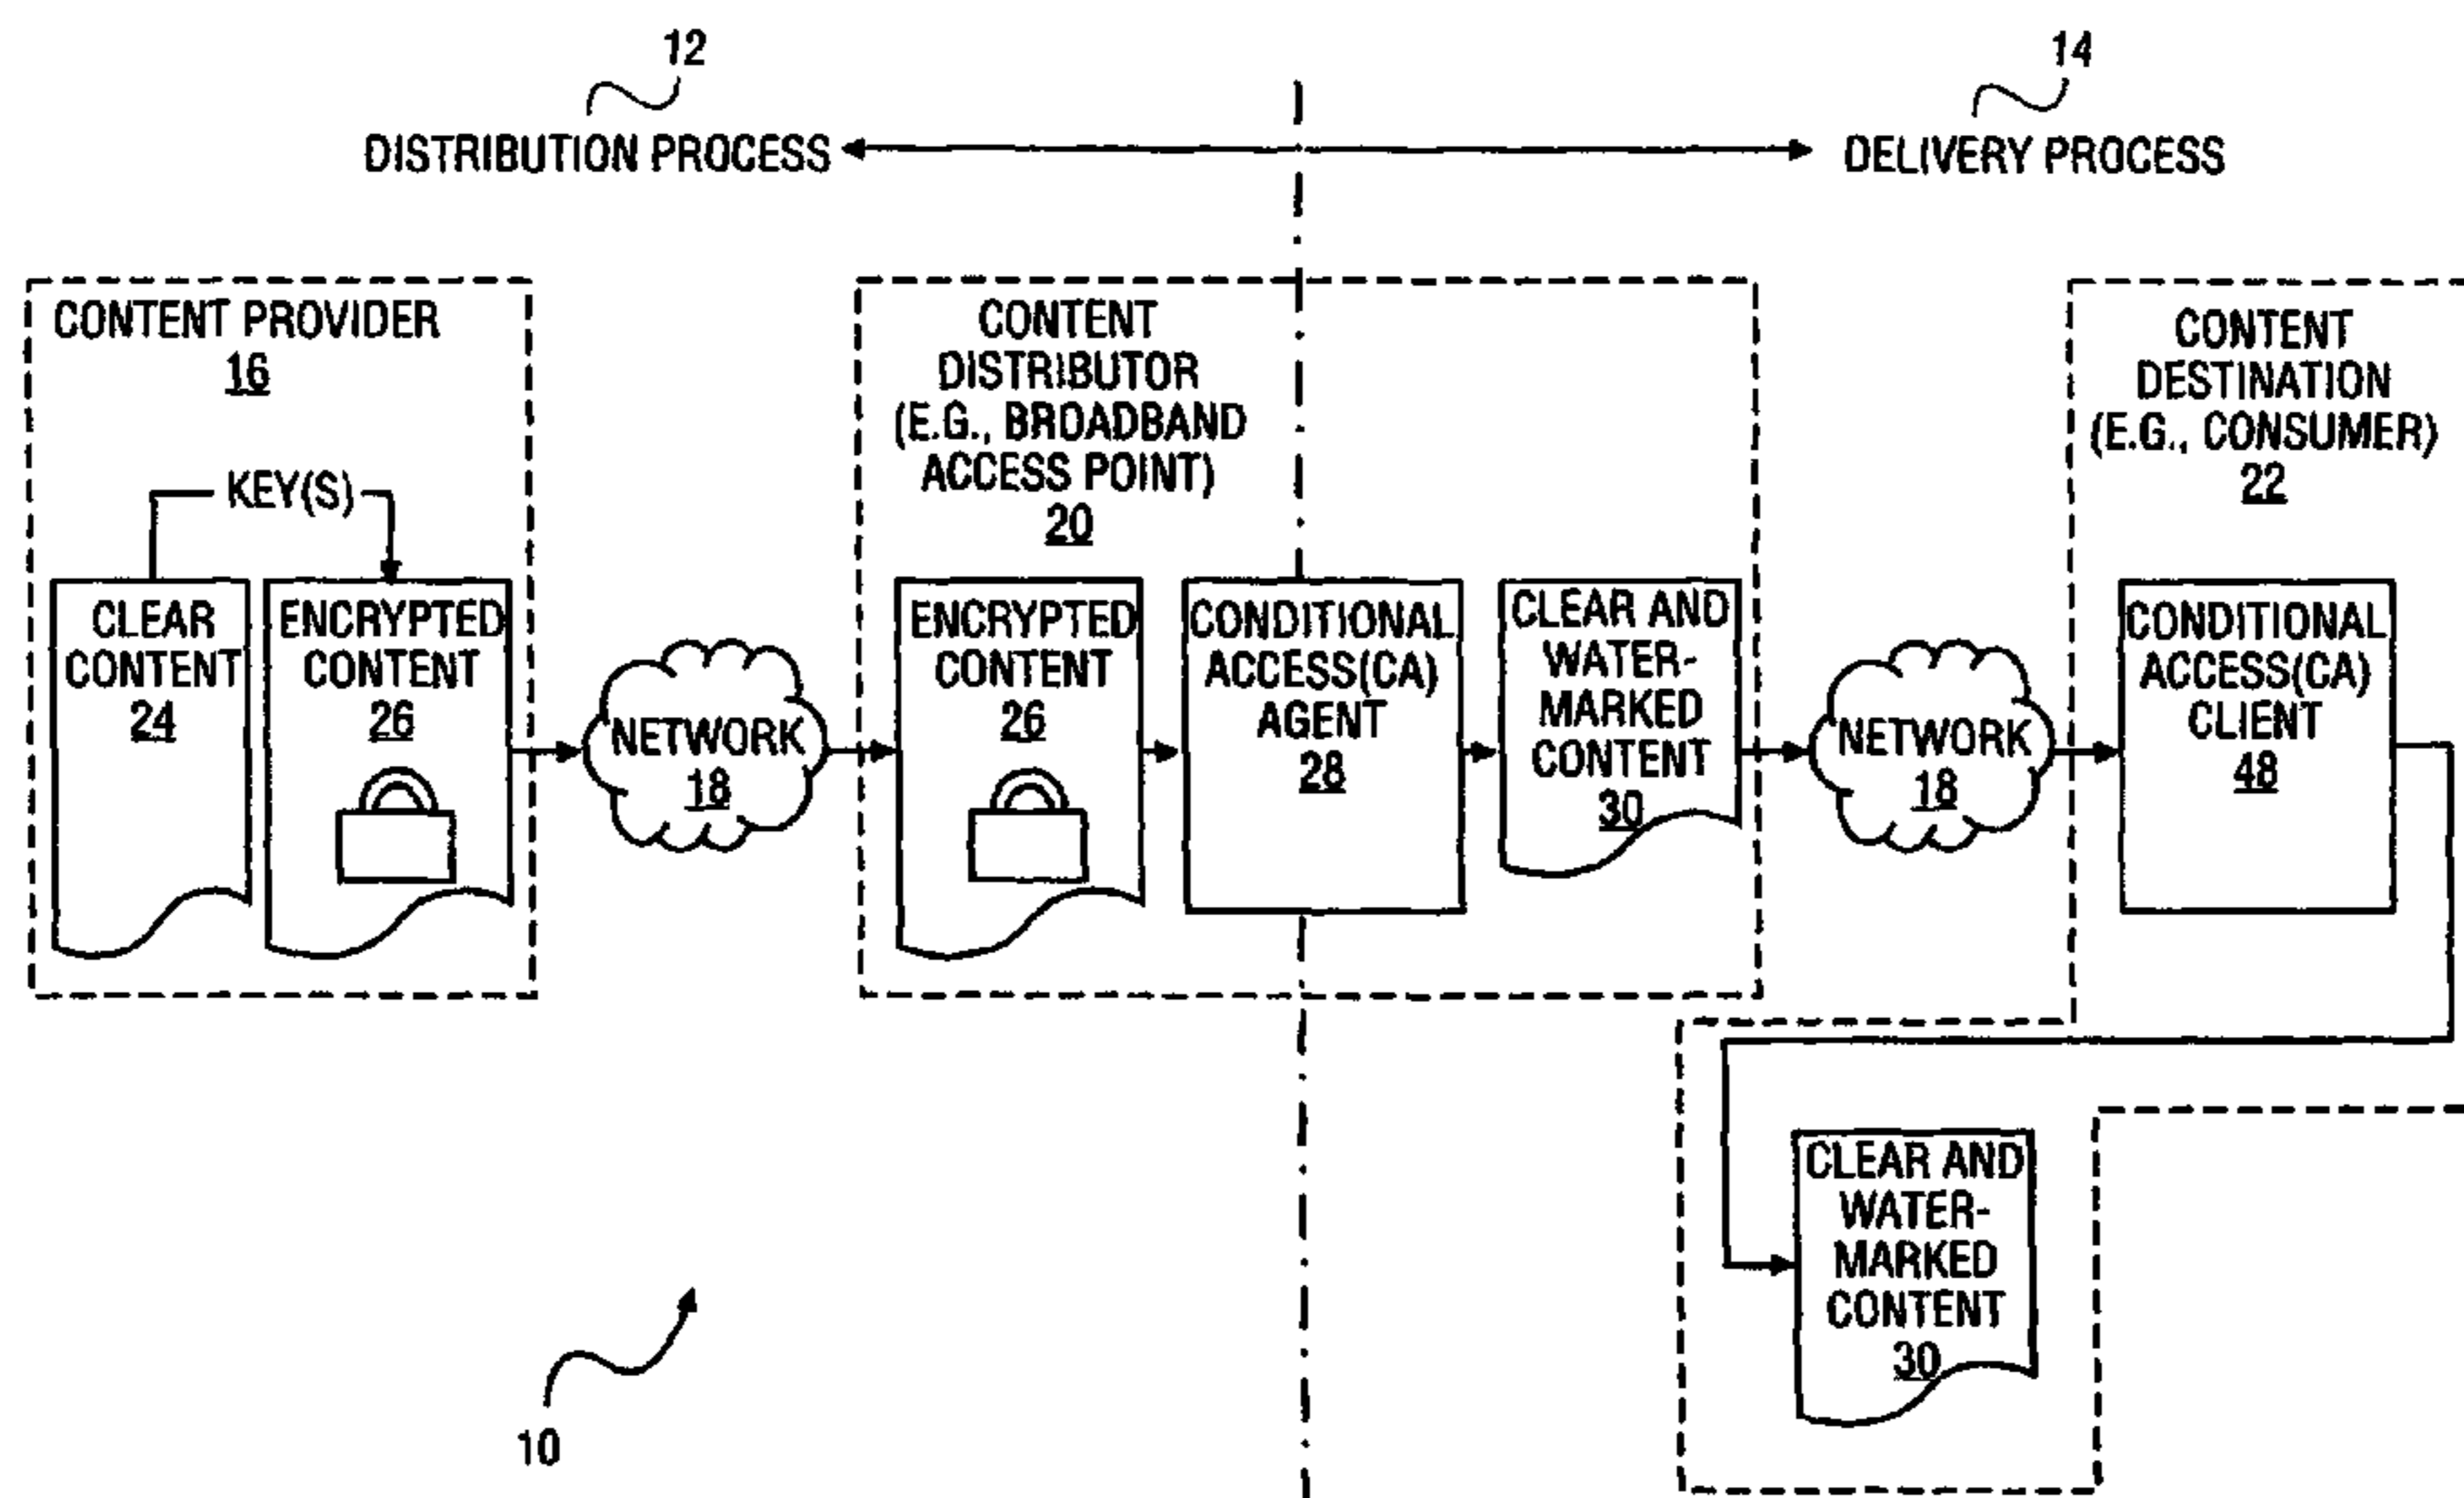 12
14
DISTRIBUTION PROCESS
DELIVERY PROCESS
CONTENT PROVIDER
16
KEY(S)
CLEAR
CONTENT
24
ENCRYPTED
CONTENT
26
NETWORK
18
CONTENT
DISTRIBUTOR
(E.G., BROADBAND
ACCESS POINT)
20
ENCRYPTED
CONTENT
26
CONDITIONAL
ACCESS(CA)
AGENT
28
CLEAR AND
WATER-
MARKED
CONTENT
30
NETWORK
18
CONTENT
DESTINATION
(E.G., CONSUMER)
22
CONDITIONAL
ACCESS(CA)
CLIENT
48
CLEAR AND
WATER-
MARKED
CONTENT
30
10